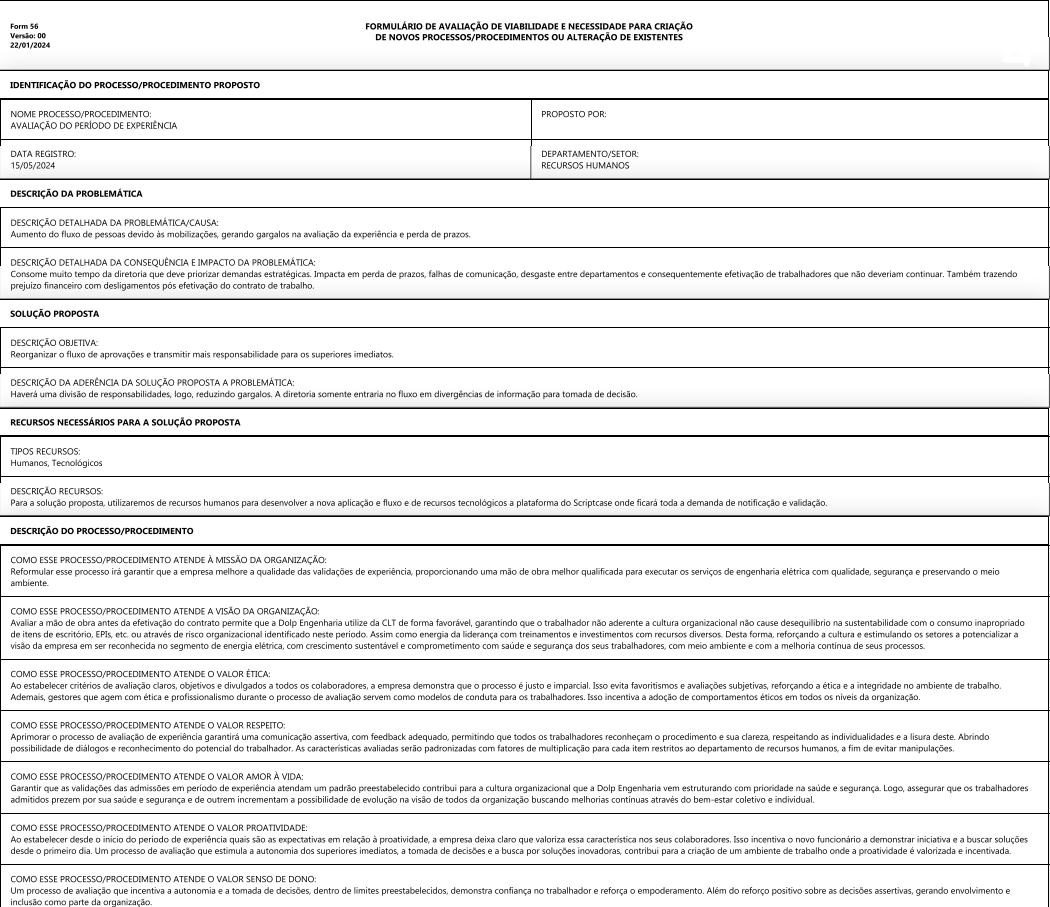 Form 56
Versão: 00
22/01/2024
FORMULÁRIO DE AVALIAÇÃO DE VIABILIDADE E NECESSIDADE PARA CRIAÇÃO
DE NOVOS PROCESSOS/PROCEDIMENTOS OU ALTERAÇÃO DE EXISTENTES
IDENTIFICAÇÃO DO PROCESSO/PROCEDIMENTO PROPOSTO
NOME PROCESSO/PROCEDIMENTO:
AVALIAÇÃO DO PERÍODO DE EXPERIÊNCIA
PROPOSTO POR:
DATA REGISTRO:
15/05/2024
DEPARTAMENTO/SETOR:
RECURSOS HUMANOS
DESCRIÇÃO DA PROBLEMÁTICA
DESCRIÇÃO DETALHADA DA PROBLEMÁTICA/CAUSA:
Aumento do fluxo de pessoas devido às mobilizações, gerando gargalos na avaliação da experiência e perda de prazos.
DESCRIÇÃO DETALHADA DA CONSEQUÊNCIA E IMPACTO DA PROBLEMÁTICA:
Consome muito tempo da diretoria que deve priorizar demandas estratégicas. Impacta em perda de prazos, falhas de comunicação, desgaste entre departamentos e consequentemente efetivação de trabalhadores que não deveriam continuar. Também trazendo
prejuízo financeiro com desligamentos pós efetivação do contrato de trabalho.
SOLUÇÃO PROPOSTA
DESCRIÇÃO OBJETIVA:
Reorganizar o fluxo de aprovações e transmitir mais responsabilidade para os superiores imediatos.
DESCRIÇÃO DA ADERÊNCIA DA SOLUÇÃO PROPOSTA A PROBLEMÁTICA:
Haverá uma divisão de responsabilidades, logo, reduzindo gargalos. A diretoria somente entraria no fluxo em divergências de informação para tomada de decisão.
RECURSOS NECESSÁRIOS PARA A SOLUÇÃO PROPOSTA
TIPOS RECURSOS:
Humanos, Tecnológicos
DESCRIÇÃO RECURSOS:
Para a solução proposta, utilizaremos de recursos humanos para desenvolver a nova aplicação e fluxo e de recursos tecnológicos a plataforma do Scriptcase onde ficará toda a demanda de notificação e validação.
DESCRIÇÃO DO PROCESSO/PROCEDIMENTO
COMO ESSE PROCESSO/PROCEDIMENTO ATENDE À MISSÃO DA ORGANIZAÇÃO:
Reformular esse processo irá garantir que a empresa melhore a qualidade das validações de experiência, proporcionando uma mão de obra melhor qualificada para executar os serviços de engenharia elétrica com qualidade, segurança e preservando o meio
ambiente.
COMO ESSE PROCESSO/PROCEDIMENTO ATENDE A VISÃO DA ORGANIZAÇÃO:
Avaliar a mão de obra antes da efetivação do contrato permite que a Dolp Engenharia utilize da CLT de forma favorável, garantindo que o trabalhador não aderente a cultura organizacional não cause desequilíbrio na sustentabilidade com o consumo inapropriado
de itens de escritório, EPIs, etc. ou através de risco organizacional identificado neste período. Assim como energia da liderança com treinamentos e investimentos com recursos diversos. Desta forma, reforçando a cultura e estimulando os setores a potencializar a
visão da empresa em ser reconhecida no segmento de energia elétrica, com crescimento sustentável e comprometimento com saúde e segurança dos seus trabalhadores, com meio ambiente e com a melhoria contínua de seus processos.
COMO ESSE PROCESSO/PROCEDIMENTO ATENDE O VALOR ÉTICA:
Ao estabelecer critérios de avaliação claros, objetivos e divulgados a todos os colaboradores, a empresa demonstra que o processo é justo e imparcial. Isso evita favoritismos e avaliações subjetivas, reforçando a ética e a integridade no ambiente de trabalho.
Ademais, gestores que agem com ética e profissionalismo durante o processo de avaliação servem como modelos de conduta para os trabalhadores. Isso incentiva a adoção de comportamentos éticos em todos os níveis da organização.
COMO ESSE PROCESSO/PROCEDIMENTO ATENDE O VALOR RESPEITO:
Aprimorar o processo de avaliação de experiência garantirá uma comunicação assertiva, com feedback adequado, permitindo que todos os trabalhadores reconheçam o procedimento e sua clareza, respeitando as individualidades e a lisura deste. Abrindo
possibilidade de diálogos e reconhecimento do potencial do trabalhador. As características avaliadas serão padronizadas com fatores de multiplicação para cada item restritos ao departamento de recursos humanos, a fim de evitar manipulações.
COMO ESSE PROCESSO/PROCEDIMENTO ATENDE O VALOR AMOR À VIDA:
Garantir que as validações das admissões em período de experiência atendam um padrão preestabelecido contribui para a cultura organizacional que a Dolp Engenharia vem estruturando com prioridade na saúde e segurança. Logo, assegurar que os trabalhadores
admitidos prezem por sua saúde e segurança e de outrem incrementam a possibilidade de evolução na visão de todos da organização buscando melhorias contínuas através do bem-estar coletivo e individual.
COMO ESSE PROCESSO/PROCEDIMENTO ATENDE O VALOR PROATIVIDADE:
Ao estabelecer desde o início do período de experiência quais são as expectativas em relação à proatividade, a empresa deixa claro que valoriza essa característica nos seus colaboradores. Isso incentiva o novo funcionário a demonstrar iniciativa e a buscar soluções
desde o primeiro dia. Um processo de avaliação que estimula a autonomia dos superiores imediatos, a tomada de decisões e a busca por soluções inovadoras, contribui para a criação de um ambiente de trabalho onde a proatividade é valorizada e incentivada.
COMO ESSE PROCESSO/PROCEDIMENTO ATENDE O VALOR SENSO DE DONO:
Um processo de avaliação que incentiva a autonomia e a tomada de decisões, dentro de limites preestabelecidos, demonstra confiança no trabalhador e reforça o empoderamento. Além do reforço positivo sobre as decisões assertivas, gerando envolvimento e
inclusão como parte da organização.